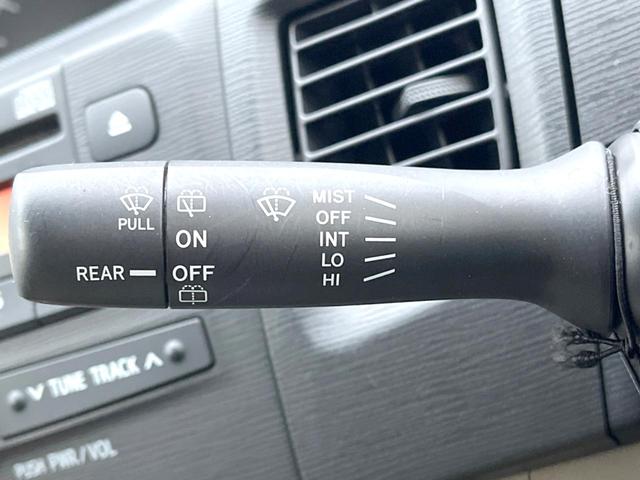 PULL
REAR
ON
OFF
MIST
OFF
INT
LO
HI
TUNE TRACK
PUSH PWR/VOL